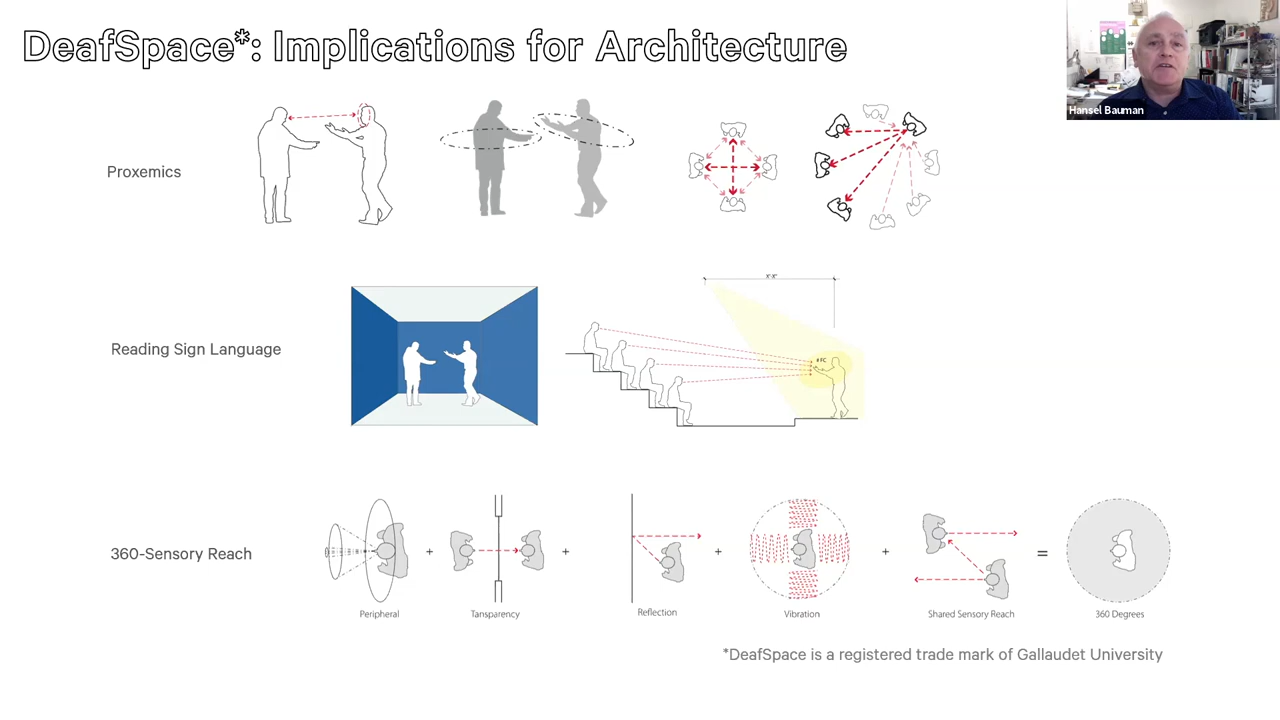 DeafSpace*: Implications for Architecture
Hansel Bauman
Proxemics
X'-X"
Reading Sign Language
# FC
360-Sensory Reach
+ + + + =
Peripheral
Tansparency
Reflection
Vibration
Shared Sensory Reach
360 Degrees
*DeafSpace is a registered trade mark of Gallaudet University